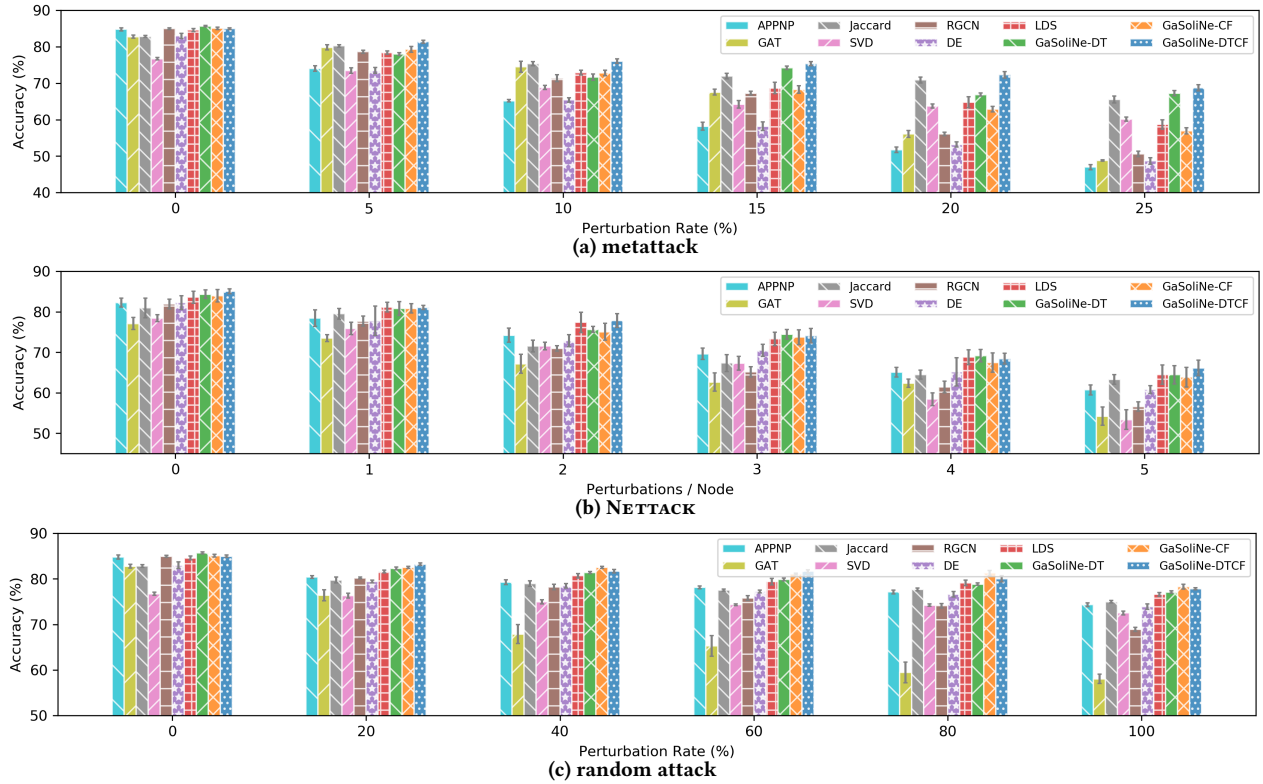 90
80
70
60
50
40
Accuracy (%)
APPNP
GAT
Jaccard
SVD
RGCN
DE
LDS
GaSoliNe-DT
GaSoliNe-CF
GaSoliNe-DTCF
0 5 10 15 20 25
Perturbation Rate (%)
(a) metattack
90
80
70
60
50
Accuracy (%)
APPNP
GAT
Jaccard
SVD
RGCN
DE
LDS
GaSoliNe-DT
GaSoliNe-CF
GaSoliNe-DTCF
0 1 2 3 4 5
Perturbations / Node
(b) Nettack
90
80
70
60
50
Accuracy (%)
APPNP
GAT
Jaccard
SVD
RGCN
DE
LDS
GaSoliNe-DT
GaSoliNe-CF
GaSoliNe-DTCF
0 20 40 60 80 100
Perturbation Rate (%)
(c) random attack